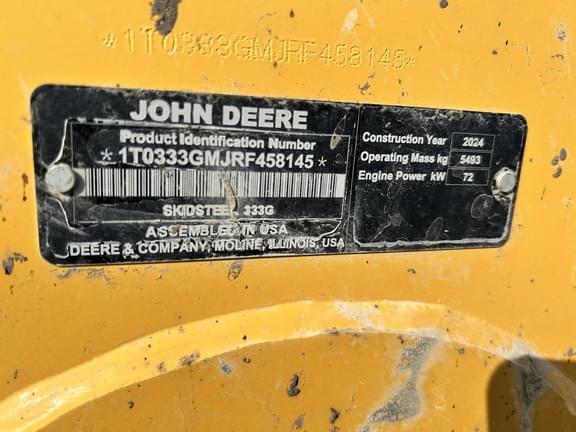 *1T0333GMJRF458145*
JOHN DEERE
Product Identification Number
*1T0333GMJRF458145*
SKIDSTEER 333G
ASSEMBLED IN USA
DEERE & COMPANY, MOLINE, ILLINOIS, USA
Construction Year 2024
Operating Mass kg 5493
Engine Power kW 72